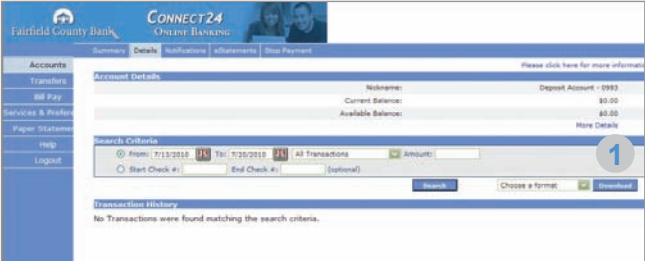 Fairfield County Bank
CONNECT24
ONLINE BANKING
Summary Details Notifications eStatements Stop Payment
Accounts
Transfers
Bill Pay
Services & Prefere
Paper Statemen
Help
Logout
Please click here for more informatio
Account Details
Nickname: Deposit Account - 0993
Current Balance: $0.00
Available Balance: $0.00
More Details
Search Criteria
From: 7/13/2010 To: 7/20/2010 All Transactions Amount:
1
Start Check #: End Check #: (optional)
Search Choose a format Download
Transaction History
No Transactions were found matching the search criteria.